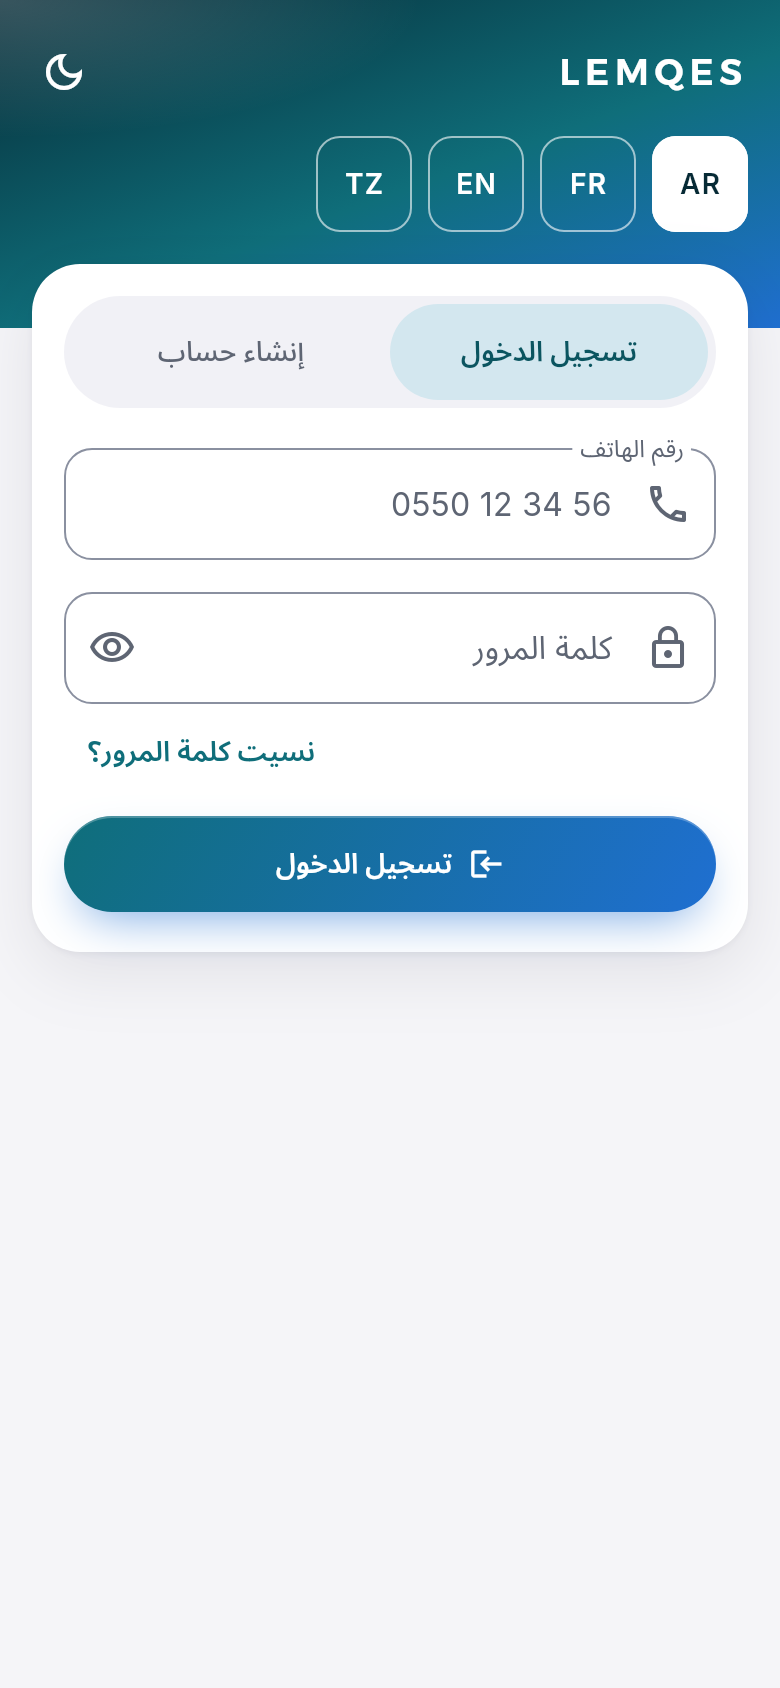 LEMQES
AR FR EN TZ
تسجيل الدخول
إنشاء حساب
رقم الهاتف
0550 12 34 56
كلمة المرور
نسيت كلمة المرور؟
تسجيل الدخول